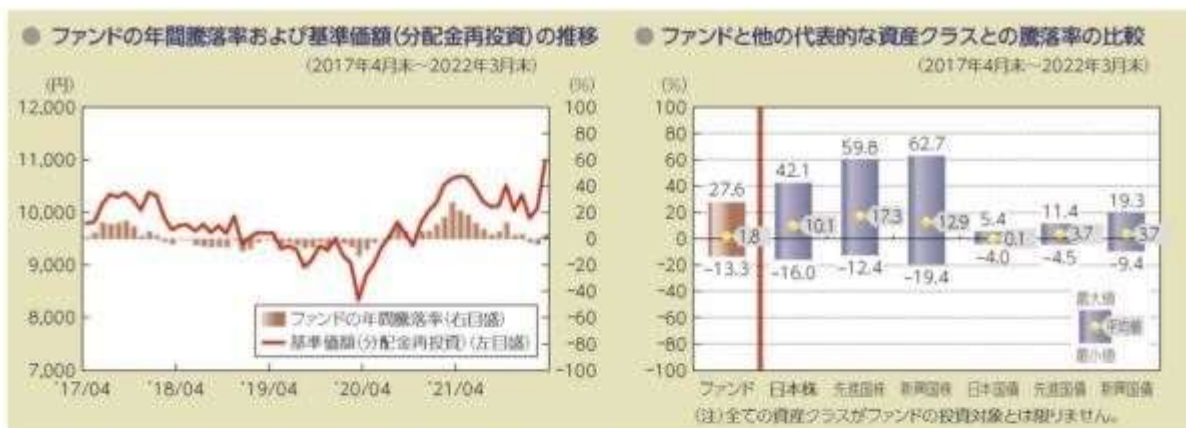 ● ファンドの年間騰落率および基準価額(分配金再投資)の推移
(2017年4月末～2022年3月末)
(円)
(%)
12,000
11,000
10,000
9,000
8,000
7,000
100
80
60
40
20
0
-20
-40
-60
-80
-100
ファンドの年間騰落率(右目盛)
基準価額(分配金再投資)(左目盛)
'17/04 '18/04 '19/04 '20/04 '21/04
● ファンドと他の代表的な資産クラスとの騰落率の比較
(2017年4月末～2022年3月末)
(%)
100
80
60
40
20
0
-20
-40
-60
-80
-100
27.6 42.1 59.8 62.7 5.4 11.4 19.3
1.8 10.1 17.3 12.9 0.1 3.7 3.7
-13.3 -16.0 -12.4 -19.4 -4.0 -4.5 -9.4
最大値
平均値
最小値
ファンド 日本株 先進国株 新興国株 日本国債 先進国債 新興国債
(注)全ての資産クラスがファンドの投資対象とは限りません。